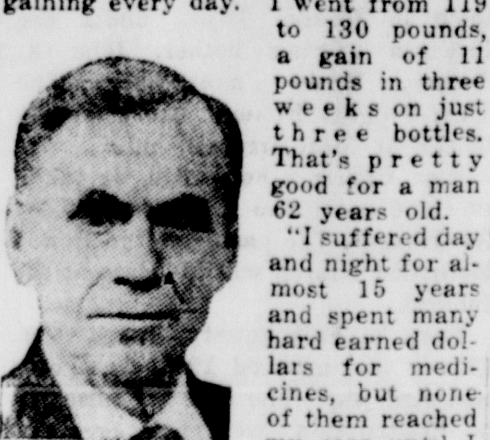 gaining every day. I went from 119
to 130 pounds,
a gain of 11
pounds in three
weeks on just
three bottles.
That's pretty
good for a man
62 years old.
"I suffered day
and night for al-
most 15 years
and spent many
hard earned dol-
lars for medi-
cines, but none
of them reached